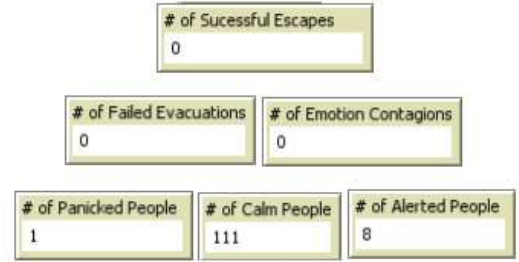 # of Sucessful Escapes
0
# of Failed Evacuations
0
# of Emotion Contagions
0
# of Panicked People
1
# of Calm People
111
# of Alerted People
8